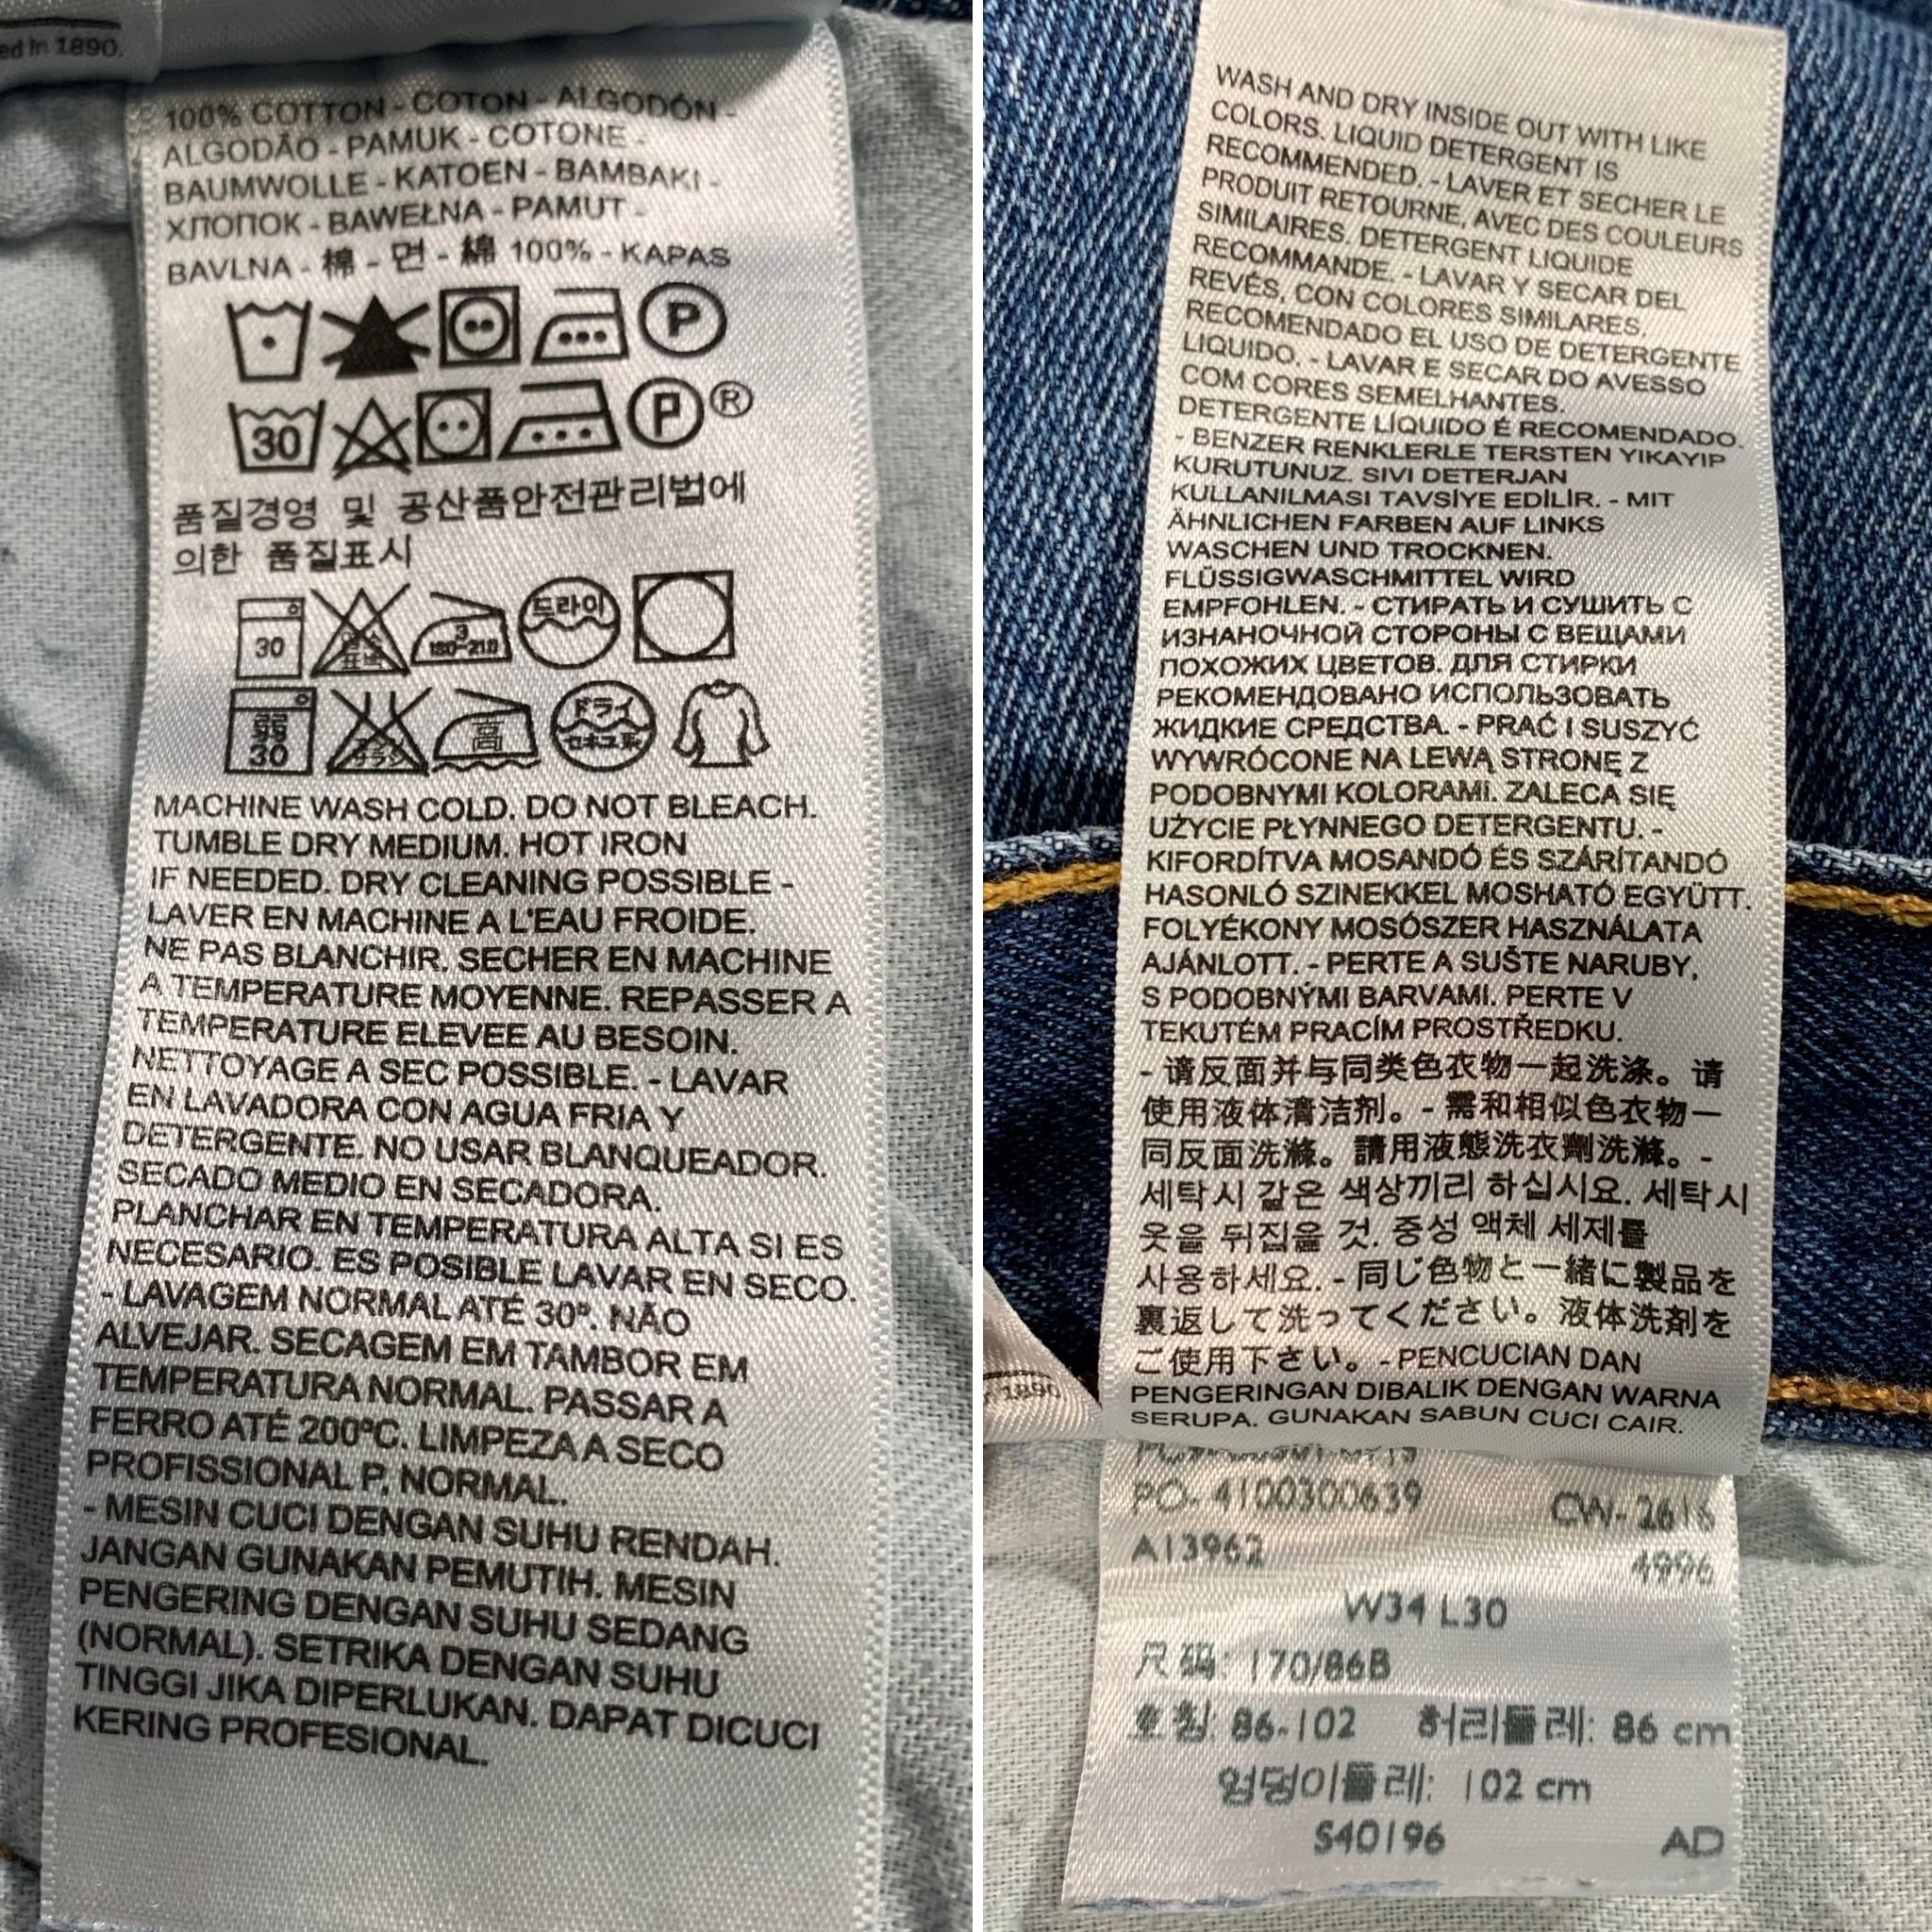 ed in 1890.
100% COTTON - COTON - ALGODÓN -
ALGODÃO - PAMUK - COTONE -
BAUMWOLLE - KATOEN - BAMBAKI -
ХЛОПОК - BAWEŁNA - PAMUT -
BAVLNA - 棉 - 면 - 綿 100% - KAPAS
P
30 P ®
품질경영 및 공산품안전관리법에
의한 품질표시
30 3 180~210 드라이
30 高 ドライ
MACHINE WASH COLD. DO NOT BLEACH.
TUMBLE DRY MEDIUM. HOT IRON
IF NEEDED. DRY CLEANING POSSIBLE -
LAVER EN MACHINE A L'EAU FROIDE.
NE PAS BLANCHIR. SECHER EN MACHINE
A TEMPERATURE MOYENNE. REPASSER A
TEMPERATURE ELEVEE AU BESOIN.
NETTOYAGE A SEC POSSIBLE. - LAVAR
EN LAVADORA CON AGUA FRIA Y
DETERGENTE. NO USAR BLANQUEADOR.
SECADO MEDIO EN SECADORA.
PLANCHAR EN TEMPERATURA ALTA SI ES
NECESARIO. ES POSIBLE LAVAR EN SECO.
- LAVAGEM NORMAL ATÉ 30º. NÃO
ALVEJAR. SECAGEM EM TAMBOR EM
TEMPERATURA NORMAL. PASSAR A
FERRO ATÉ 200ºC. LIMPEZA A SECO
PROFISSIONAL P, NORMAL.
- MESIN CUCI DENGAN SUHU RENDAH.
JANGAN GUNAKAN PEMUTIH. MESIN
PENGERING DENGAN SUHU SEDANG
(NORMAL). SETRIKA DENGAN SUHU
TINGGI JIKA DIPERLUKAN. DAPAT DICUCI
KERING PROFESIONAL.
WASH AND DRY INSIDE OUT WITH LIKE
COLORS. LIQUID DETERGENT IS
RECOMMENDED. - LAVER ET SECHER LE
PRODUIT RETOURNE, AVEC DES COULEURS
SIMILAIRES. DETERGENT LIQUIDE
RECOMMANDE. - LAVAR Y SECAR DEL
REVÉS, CON COLORES SIMILARES.
RECOMENDADO EL USO DE DETERGENTE
LIQUIDO. - LAVAR E SECAR DO AVESSO
COM CORES SEMELHANTES.
DETERGENTE LÍQUIDO É RECOMENDADO.
- BENZER RENKLERLE TERSTEN YIKAYIP
KURUTUNUZ. SIVI DETERJAN
KULLANILMASI TAVSİYE EDİLİR. - MIT
ÄHNLICHEN FARBEN AUF LINKS
WASCHEN UND TROCKNEN.
FLÜSSIGWASCHMITTEL WIRD
EMPFOHLEN. - СТИРАТЬ И СУШИТЬ С
ИЗНАНОЧНОЙ СТОРОНЫ С ВЕЩАМИ
ПОХОЖИХ ЦВЕТОВ. ДЛЯ СТИРКИ
РЕКОМЕНДОВАНО ИСПОЛЬЗОВАТЬ
ЖИДКИЕ СРЕДСТВА. - PRAĆ I SUSZYĆ
WYWRÓCONE NA LEWĄ STRONĘ Z
PODOBNYMI KOLORAMI. ZALECA SIĘ
UŻYCIE PŁYNNEGO DETERGENTU. -
KIFORDÍTVA MOSANDÓ ÉS SZÁRÍTANDÓ
HASONLÓ SZINEKKEL MOSHATÓ EGYÜTT.
FOLYÉKONY MOSÓSZER HASZNÁLATA
AJÁNLOTT. - PERTE A SUŠTE NARUBY,
S PODOBNÝMI BARVAMI. PERTE V
TEKUTÉM PRACÍM PROSTŘEDKU.
- 请反面并与同类色衣物一起洗涤。请
使用液体清洁剂。- 需和相似色衣物一
同反面洗滌。請用液態洗衣劑洗滌。-
세탁시 같은 색상끼리 하십시요. 세탁시
옷을 뒤집을 것. 중성 액체 세제를
사용하세요. - 同じ色物と一緒に製品を
裏返して洗ってください。液体洗剤を
ご使用下さい。- PENCUCIAN DAN
PENGERINGAN DIBALIK DENGAN WARNA
SERUPA. GUNAKAN SABUN CUCI CAIR.
1890
PO- 4100300639 CW- 2616
A13962 4996
W34 L30
尺码: 170/86B
호칭: 86-102 허리둘레: 86 cm
엉덩이둘레: 102 cm
S40196 AD